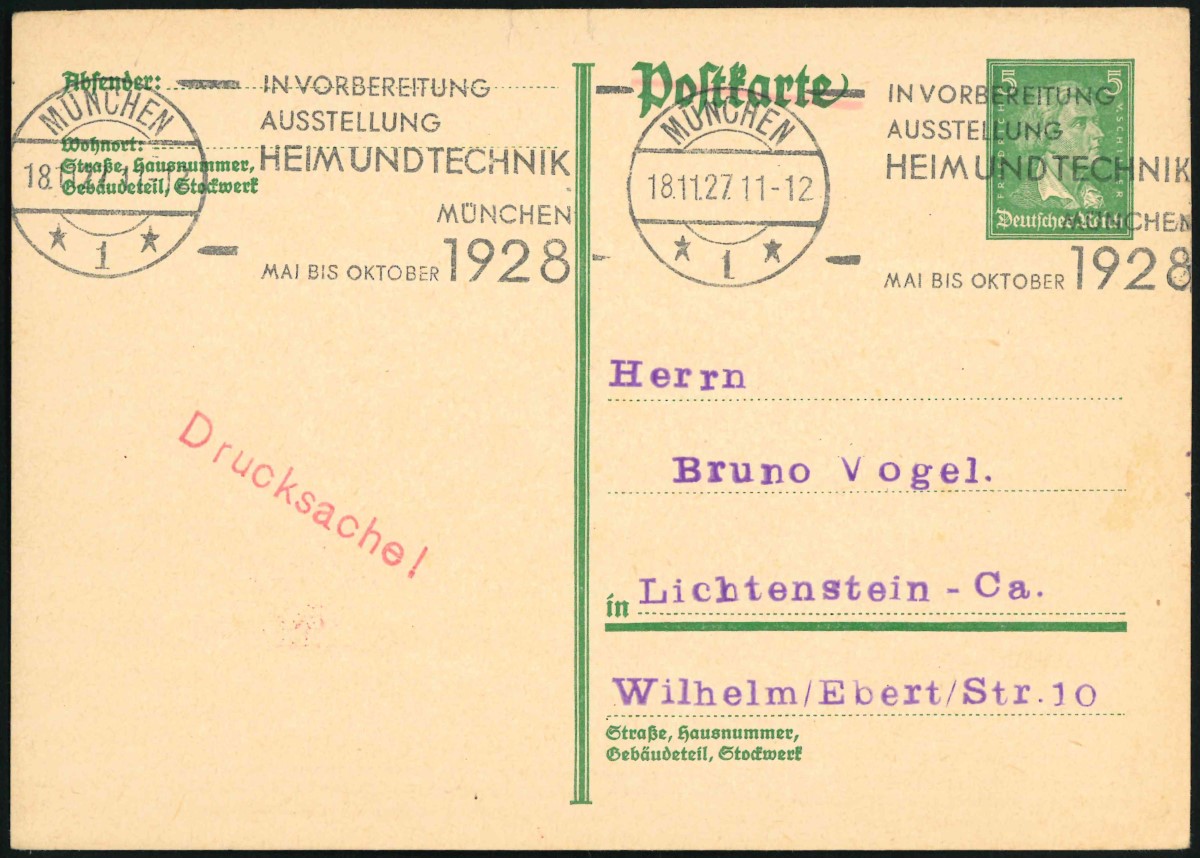 Absender:
Wohnort:
Straße, Hausnummer,
Gebäudeteil, Stockwerk
MÜNCHEN
1
IN VORBEREITUNG
AUSSTELLUNG
HEIM UND TECHNIK
MÜNCHEN
MAI BIS OKTOBER 1928
Drucksache!
Postkarte
MÜNCHEN
18.11.27. 11-12
1
IN VORBEREITUNG
AUSSTELLUNG
HEIM UND TECHNIK
MÜNCHEN
MAI BIS OKTOBER 1928
5 5
FRIEDRICH V. SCHILLER
Deutsches Reich
Herrn
Bruno Vogel.
in Lichtenstein - Ca.
Wilhelm/Ebert/Str.10
Straße, Hausnummer,
Gebäudeteil, Stockwerk